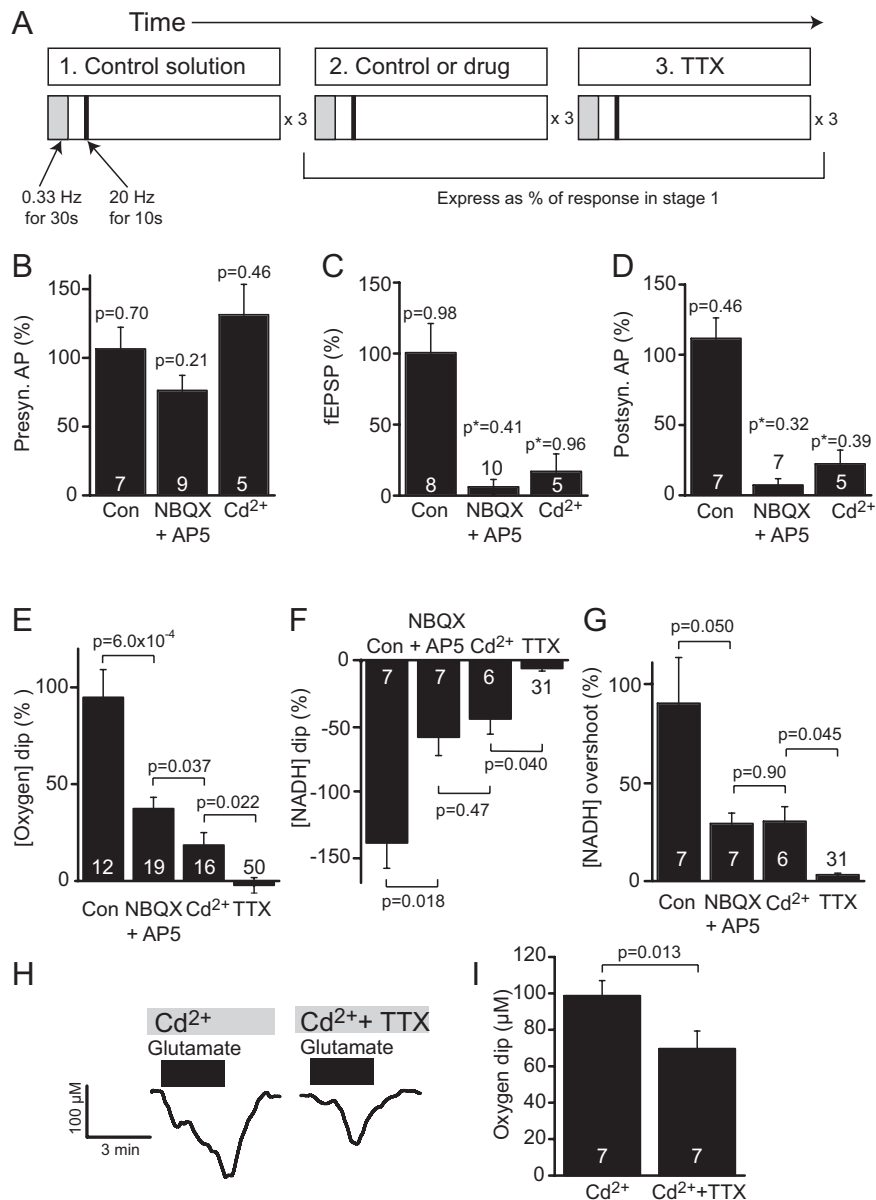 A
Time
1. Control solution
2. Control or drug
3. TTX
x 3
x 3
x 3
0.33 Hz
for 30s
20 Hz
for 10s
Express as % of response in stage 1
B
Presyn. AP (%)
150
100
50
0
p=0.70
p=0.21
p=0.46
7
9
5
Con
NBQX
+ AP5
Cd²⁺
C
fEPSP (%)
150
100
50
0
p=0.98
p*=0.41
p*=0.96
8
10
5
Con
NBQX
+ AP5
Cd²⁺
D
Postsyn. AP (%)
150
100
50
0
p=0.46
p*=0.32
p*=0.39
7
7
5
Con
NBQX
+ AP5
Cd²⁺
E
[Oxygen] dip (%)
100
50
0
p=6.0x10⁻⁴
p=0.037
p=0.022
12
19
16
50
Con
NBQX
+ AP5
Cd²⁺
TTX
F
[NADH] dip (%)
NBQX
Con + AP5 Cd²⁺ TTX
0
-50
-100
-150
7
7
6
31
p=0.040
p=0.47
p=0.018
G
[NADH] overshoot (%)
100
50
0
p=0.050
p=0.045
p=0.90
7
7
6
31
Con
NBQX
+ AP5
Cd²⁺
TTX
H
Cd²⁺
Glutamate
Cd²⁺+ TTX
Glutamate
100 µM
3 min
I
Oxygen dip (µM)
120
100
80
60
40
20
0
p=0.013
7
7
Cd²⁺
Cd²⁺+TTX